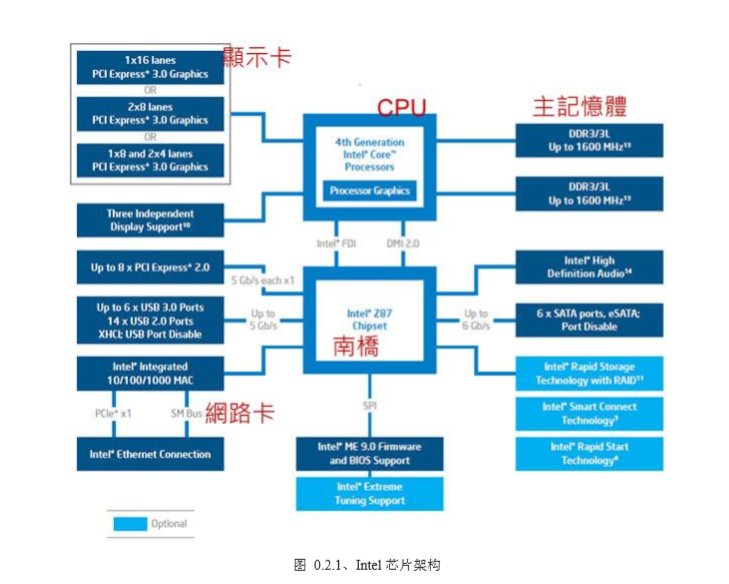 1x16 lanes
PCI Express* 3.0 Graphics
OR
2x8 lanes
PCI Express* 3.0 Graphics
OR
1x8 and 2x4 lanes
PCI Express* 3.0 Graphics
顯示卡
CPU
主記憶體
4th Generation
Intel® Core™
Processors
Processor Graphics
DDR3/3L
Up to 1600 MHz¹³
DDR3/3L
Up to 1600 MHz¹³
Three Independent
Display Support¹⁰
Intel® FDI
DMI 2.0
Up to 8 x PCI Express* 2.0
5 Gb/s each x1
Intel® High
Definition Audio¹⁴
Up to 6 x USB 3.0 Ports
14 x USB 2.0 Ports
XHCI; USB Port Disable
Up to
5 Gb/s
Intel® Z87
Chipset
南橋
Up to
6 Gb/s
6 x SATA ports, eSATA;
Port Disable
Intel® Integrated
10/100/1000 MAC
Intel® Rapid Storage
Technology with RAID¹¹
PCIe* x1
SM Bus
網路卡
SPI
Intel® Smart Connect
Technology³
Intel® Ethernet Connection
Intel® ME 9.0 Firmware
and BIOS Support
Intel® Rapid Start
Technology⁴
Intel® Extreme
Tuning Support
Optional
图 0.2.1、Intel 芯片架构